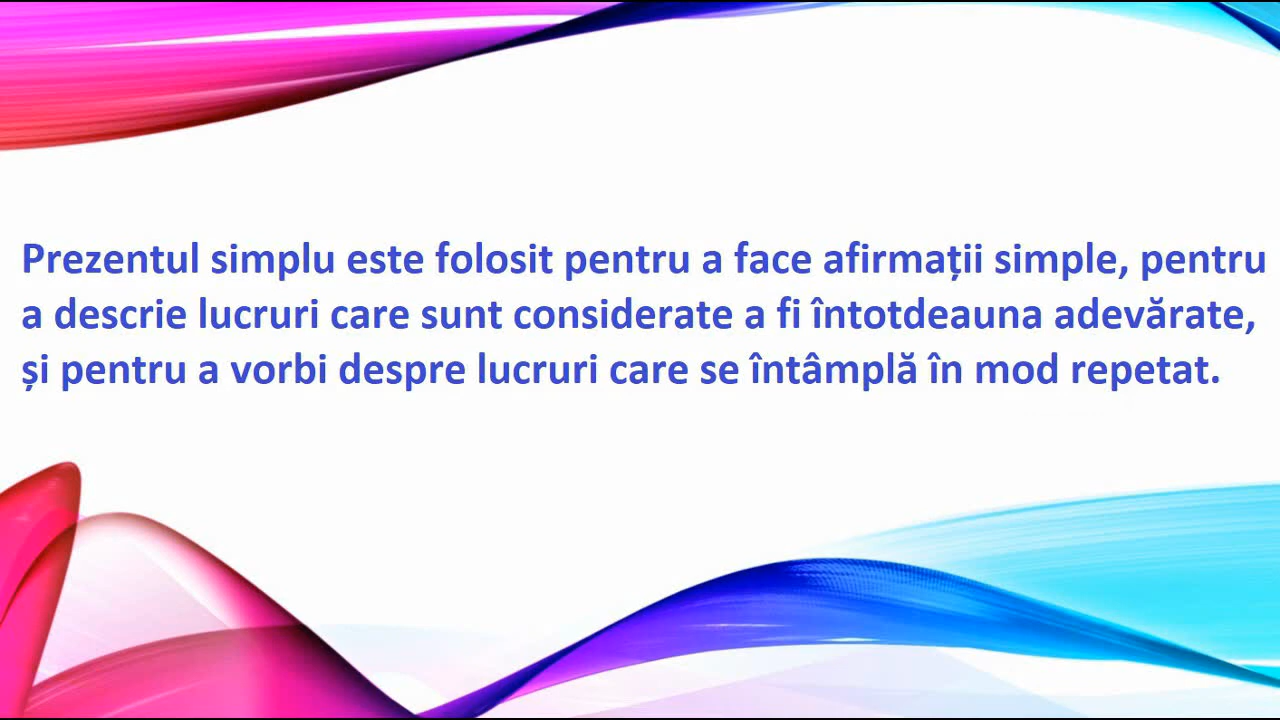 Prezentul simplu este folosit pentru a face afirmații simple, pentru
a descrie lucruri care sunt considerate a fi întotdeauna adevărate,
și pentru a vorbi despre lucruri care se întâmplă în mod repetat.